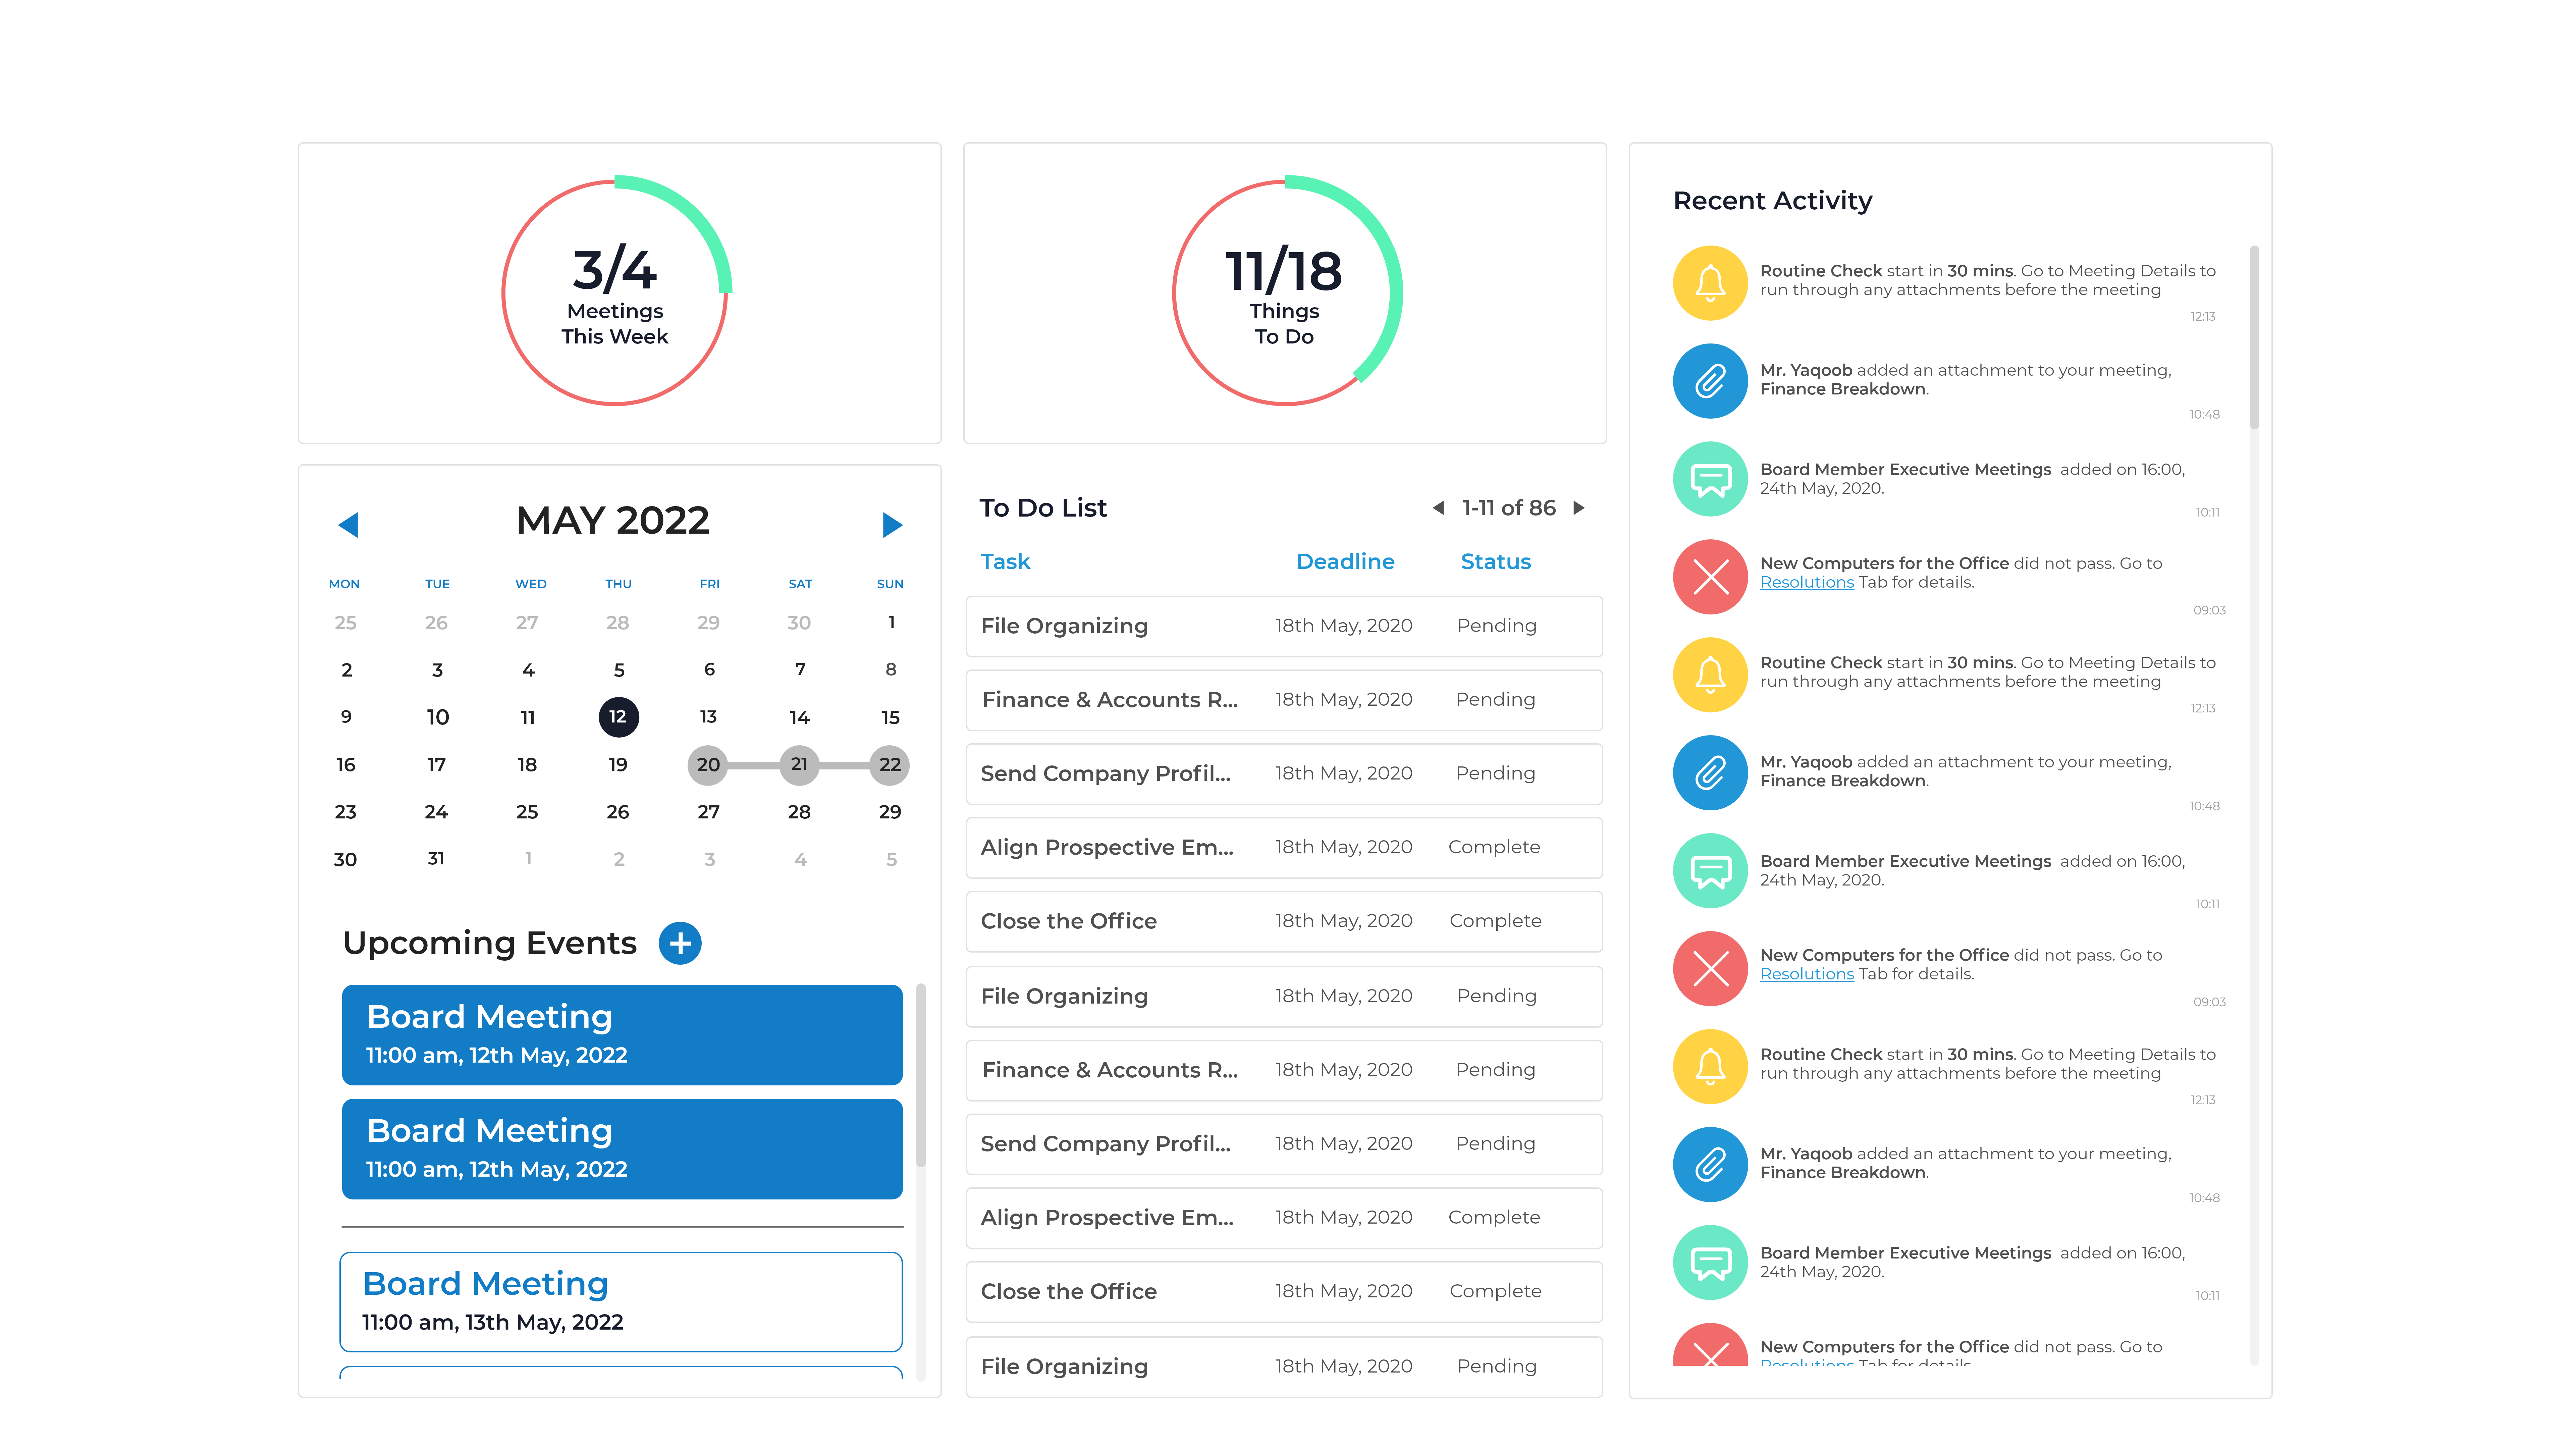 3/4
Meetings
This Week
11/18
Things
To Do
MAY 2022
MON TUE WED THU FRI SAT SUN
25 26 27 28 29 30 1
2 3 4 5 6 7 8
9 10 11 12 13 14 15
16 17 18 19 20 21 22
23 24 25 26 27 28 29
30 31 1 2 3 4 5
Upcoming Events
Board Meeting
11:00 am, 12th May, 2022
Board Meeting
11:00 am, 12th May, 2022
Board Meeting
11:00 am, 13th May, 2022
To Do List 1-11 of 86
Task Deadline Status
File Organizing 18th May, 2020 Pending
Finance & Accounts R... 18th May, 2020 Pending
Send Company Profil... 18th May, 2020 Pending
Align Prospective Em... 18th May, 2020 Complete
Close the Office 18th May, 2020 Complete
File Organizing 18th May, 2020 Pending
Finance & Accounts R... 18th May, 2020 Pending
Send Company Profil... 18th May, 2020 Pending
Align Prospective Em... 18th May, 2020 Complete
Close the Office 18th May, 2020 Complete
File Organizing 18th May, 2020 Pending
Recent Activity
Routine Check start in 30 mins. Go to Meeting Details to
run through any attachments before the meeting
12:13
Mr. Yaqoob added an attachment to your meeting,
Finance Breakdown.
10:48
Board Member Executive Meetings added on 16:00,
24th May, 2020.
10:11
New Computers for the Office did not pass. Go to
Resolutions Tab for details.
09:03
Routine Check start in 30 mins. Go to Meeting Details to
run through any attachments before the meeting
12:13
Mr. Yaqoob added an attachment to your meeting,
Finance Breakdown.
10:48
Board Member Executive Meetings added on 16:00,
24th May, 2020.
10:11
New Computers for the Office did not pass. Go to
Resolutions Tab for details.
09:03
Routine Check start in 30 mins. Go to Meeting Details to
run through any attachments before the meeting
12:13
Mr. Yaqoob added an attachment to your meeting,
Finance Breakdown.
10:48
Board Member Executive Meetings added on 16:00,
24th May, 2020.
10:11
New Computers for the Office did not pass. Go to
Resolutions Tab for details.